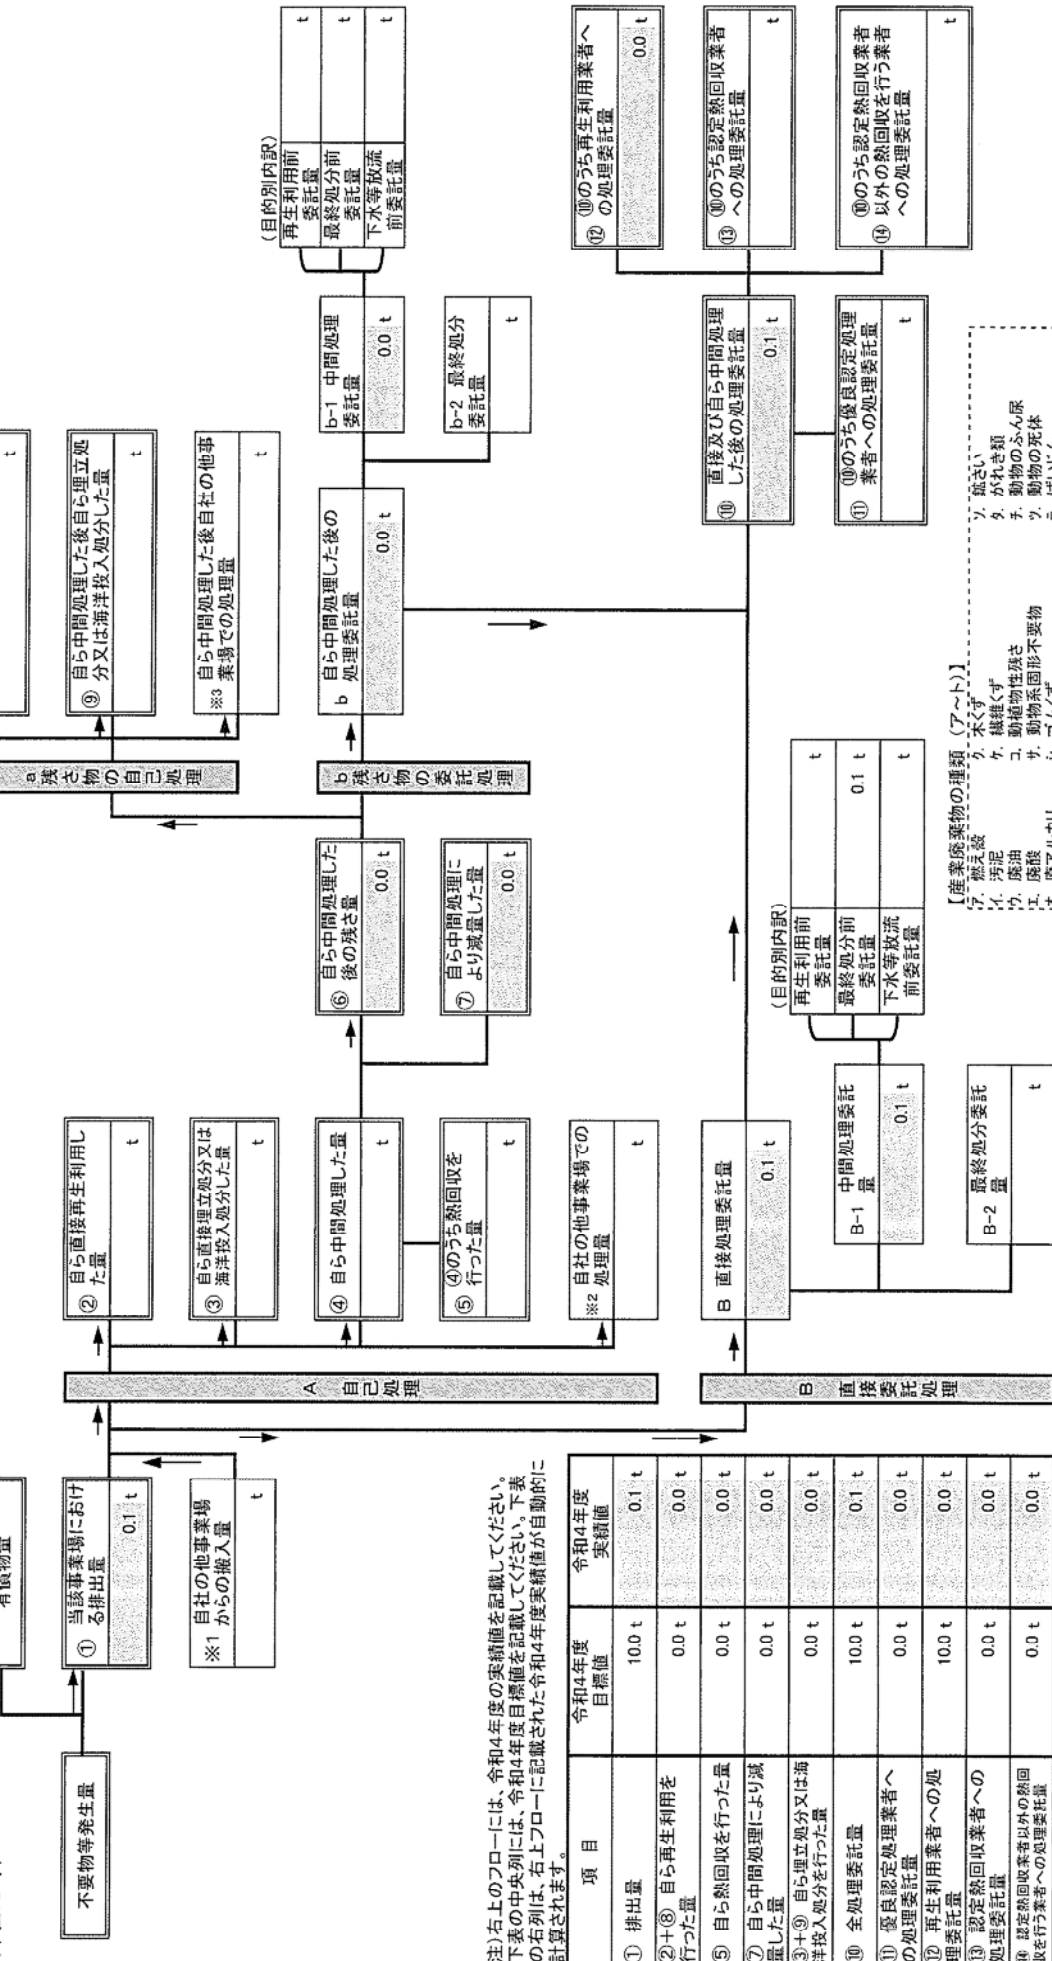 不要物等発生量
有償物量
① 当該事業場におけ
る排出量
0.1 t
※1 自社の他事業場
からの搬入量
t
A 自己処理
② 自ら直接再生利用し
た量
t
③ 自ら直接埋立処分又は
海洋投入処分した量
t
④ 自ら中間処理した量
t
⑤ ④のうち熱回収を
行った量
t
※2 自社の他事業場での
処理量
t
⑥ 自ら中間処理した
後の残さ量
0.0 t
⑦ 自ら中間処理に
より減量した量
0.0 t
a 残さ物の自己処理
t
⑨ 自ら中間処理した後自ら埋立処
分又は海洋投入処分した量
t
※3 自ら中間処理した後自社の他事
業場での処理量
t
b 残さ物の委託処理
b 自ら中間処理した後の
処理委託量
0.0 t
b-1 中間処理
委託量
0.0 t
b-2 最終処分
委託量
t
(目的別内訳)
再生利用前
委託量
t
最終処分前
委託量
t
下水等放流
前委託量
t
B 直接委託処理
B 直接処理委託量
0.1 t
B-1 中間処理委託
量
0.1 t
B-2 最終処分委託
量
t
(目的別内訳)
再生利用前
委託量
t
最終処分前
委託量
0.1 t
下水等放流
前委託量
⑩ 直接及び自ら中間処理
した後の処理委託量
0.1 t
⑪ ⑩のうち優良認定処理
業者への処理委託量
t
⑫ ⑩のうち再生利用業者へ
の処理委託量
0.0 t
⑬ ⑩のうち認定熱回収業者
への処理委託量
t
⑭ ⑩のうち認定熱回収業者
以外の熱回収を行う業者
への処理委託量
t
注)右上のフローには、令和4年度の実績値を記載してください。
下表の中央列には、令和4年度目標値を記載してください。下表
の右列は、右上フローに記載された令和4年度実績値が自動的に
計算されます。
項 目 令和4年度 目標値 令和4年度 実績値
① 排出量 10.0 t 0.1 t
②+⑧ 自ら再生利用を
行った量 0.0 t 0.0 t
⑤ 自ら熱回収を行った量 0.0 t 0.0 t
⑦ 自ら中間処理により減
量した量 0.0 t 0.0 t
③+⑨ 自ら埋立処分又は海
洋投入処分を行った量 0.0 t 0.0 t
⑩ 全処理委託量 10.0 t 0.1 t
⑪ 優良認定処理業者へ
の処理委託量 0.0 t 0.0 t
⑫ 再生利用業者への処
理委託量 10.0 t 0.0 t
⑬ 認定熱回収業者への
処理委託量 0.0 t 0.0 t
⑭ 認定熱回収業者以外の熱回
収を行う業者への処理委託量 0.0 t 0.0 t
【産業廃棄物の種類 (ア~ト)】
ア. 燃え殻 ク. 木くず ソ. 鉱さい
イ. 汚泥 ケ. 繊維くず タ. がれき類
ウ. 廃油 コ. 動植物性残さ チ. 動物のふん尿
エ. 廃酸 サ. 動物系固形不要物 ツ. 動物の死体